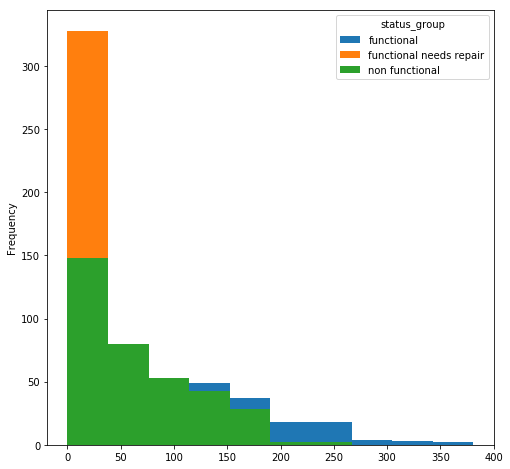 status_group
functional
functional needs repair
non functional
Frequency
300
250
200
150
100
50
0
0 50 100 150 200 250 300 350 400